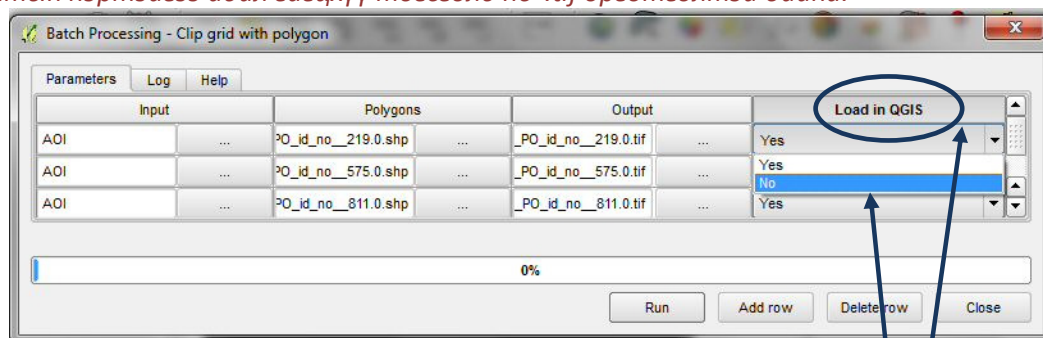 Batch Processing - Clip grid with polygon
Parameters Log Help
Input Polygons Output Load in QGIS
AOI ... PO_id_no__219.0.shp ... _PO_id_no__219.0.tif ... Yes
Yes
AOI ... PO_id_no__575.0.shp ... _PO_id_no__575.0.tif ...
No
AOI ... PO_id_no__811.0.shp ... _PO_id_no__811.0.tif ... Yes
0%
Run Add row Delete row Close